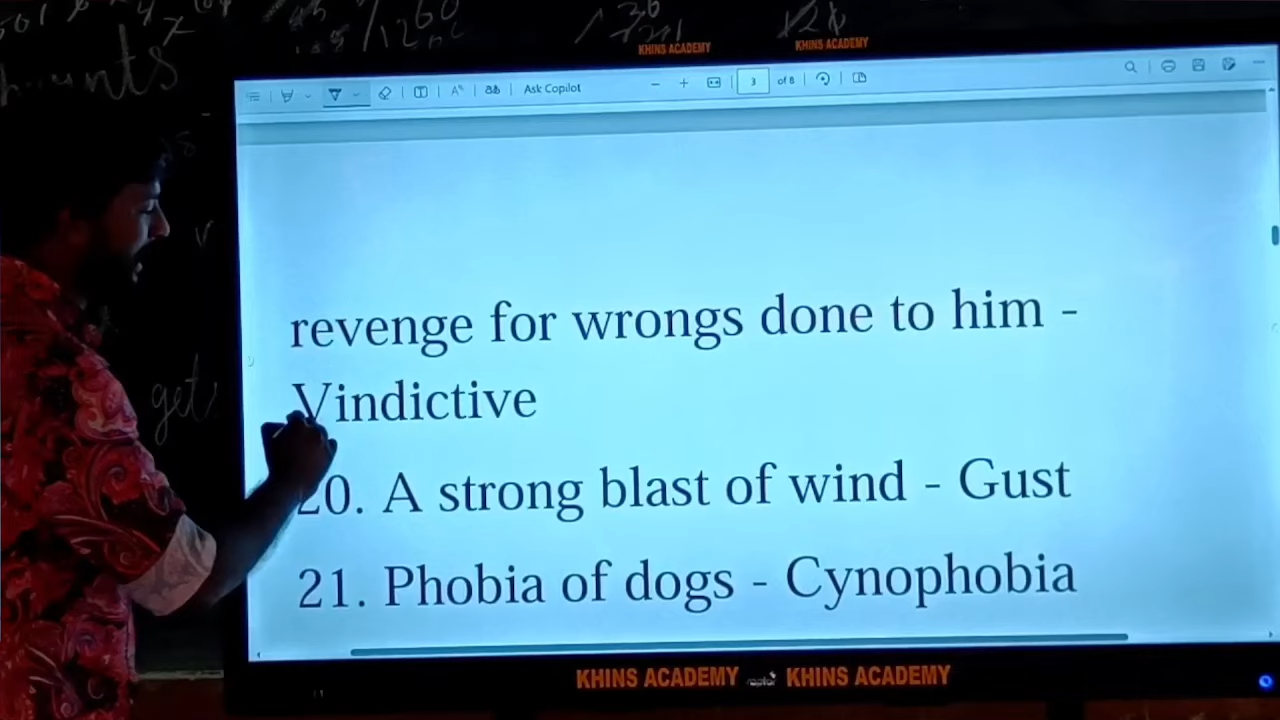 KHINS ACADEMY KHINS ACADEMY
Ask Copilot
3 of 8
revenge for wrongs done to him -
Vindictive
20. A strong blast of wind - Gust
21. Phobia of dogs - Cynophobia
get
KHINS ACADEMY KHINS ACADEMY